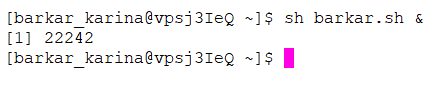 [barkar_karina@vpsj3IeQ ~]$ sh barkar.sh &
[1] 22242
[barkar_karina@vpsj3IeQ ~]$